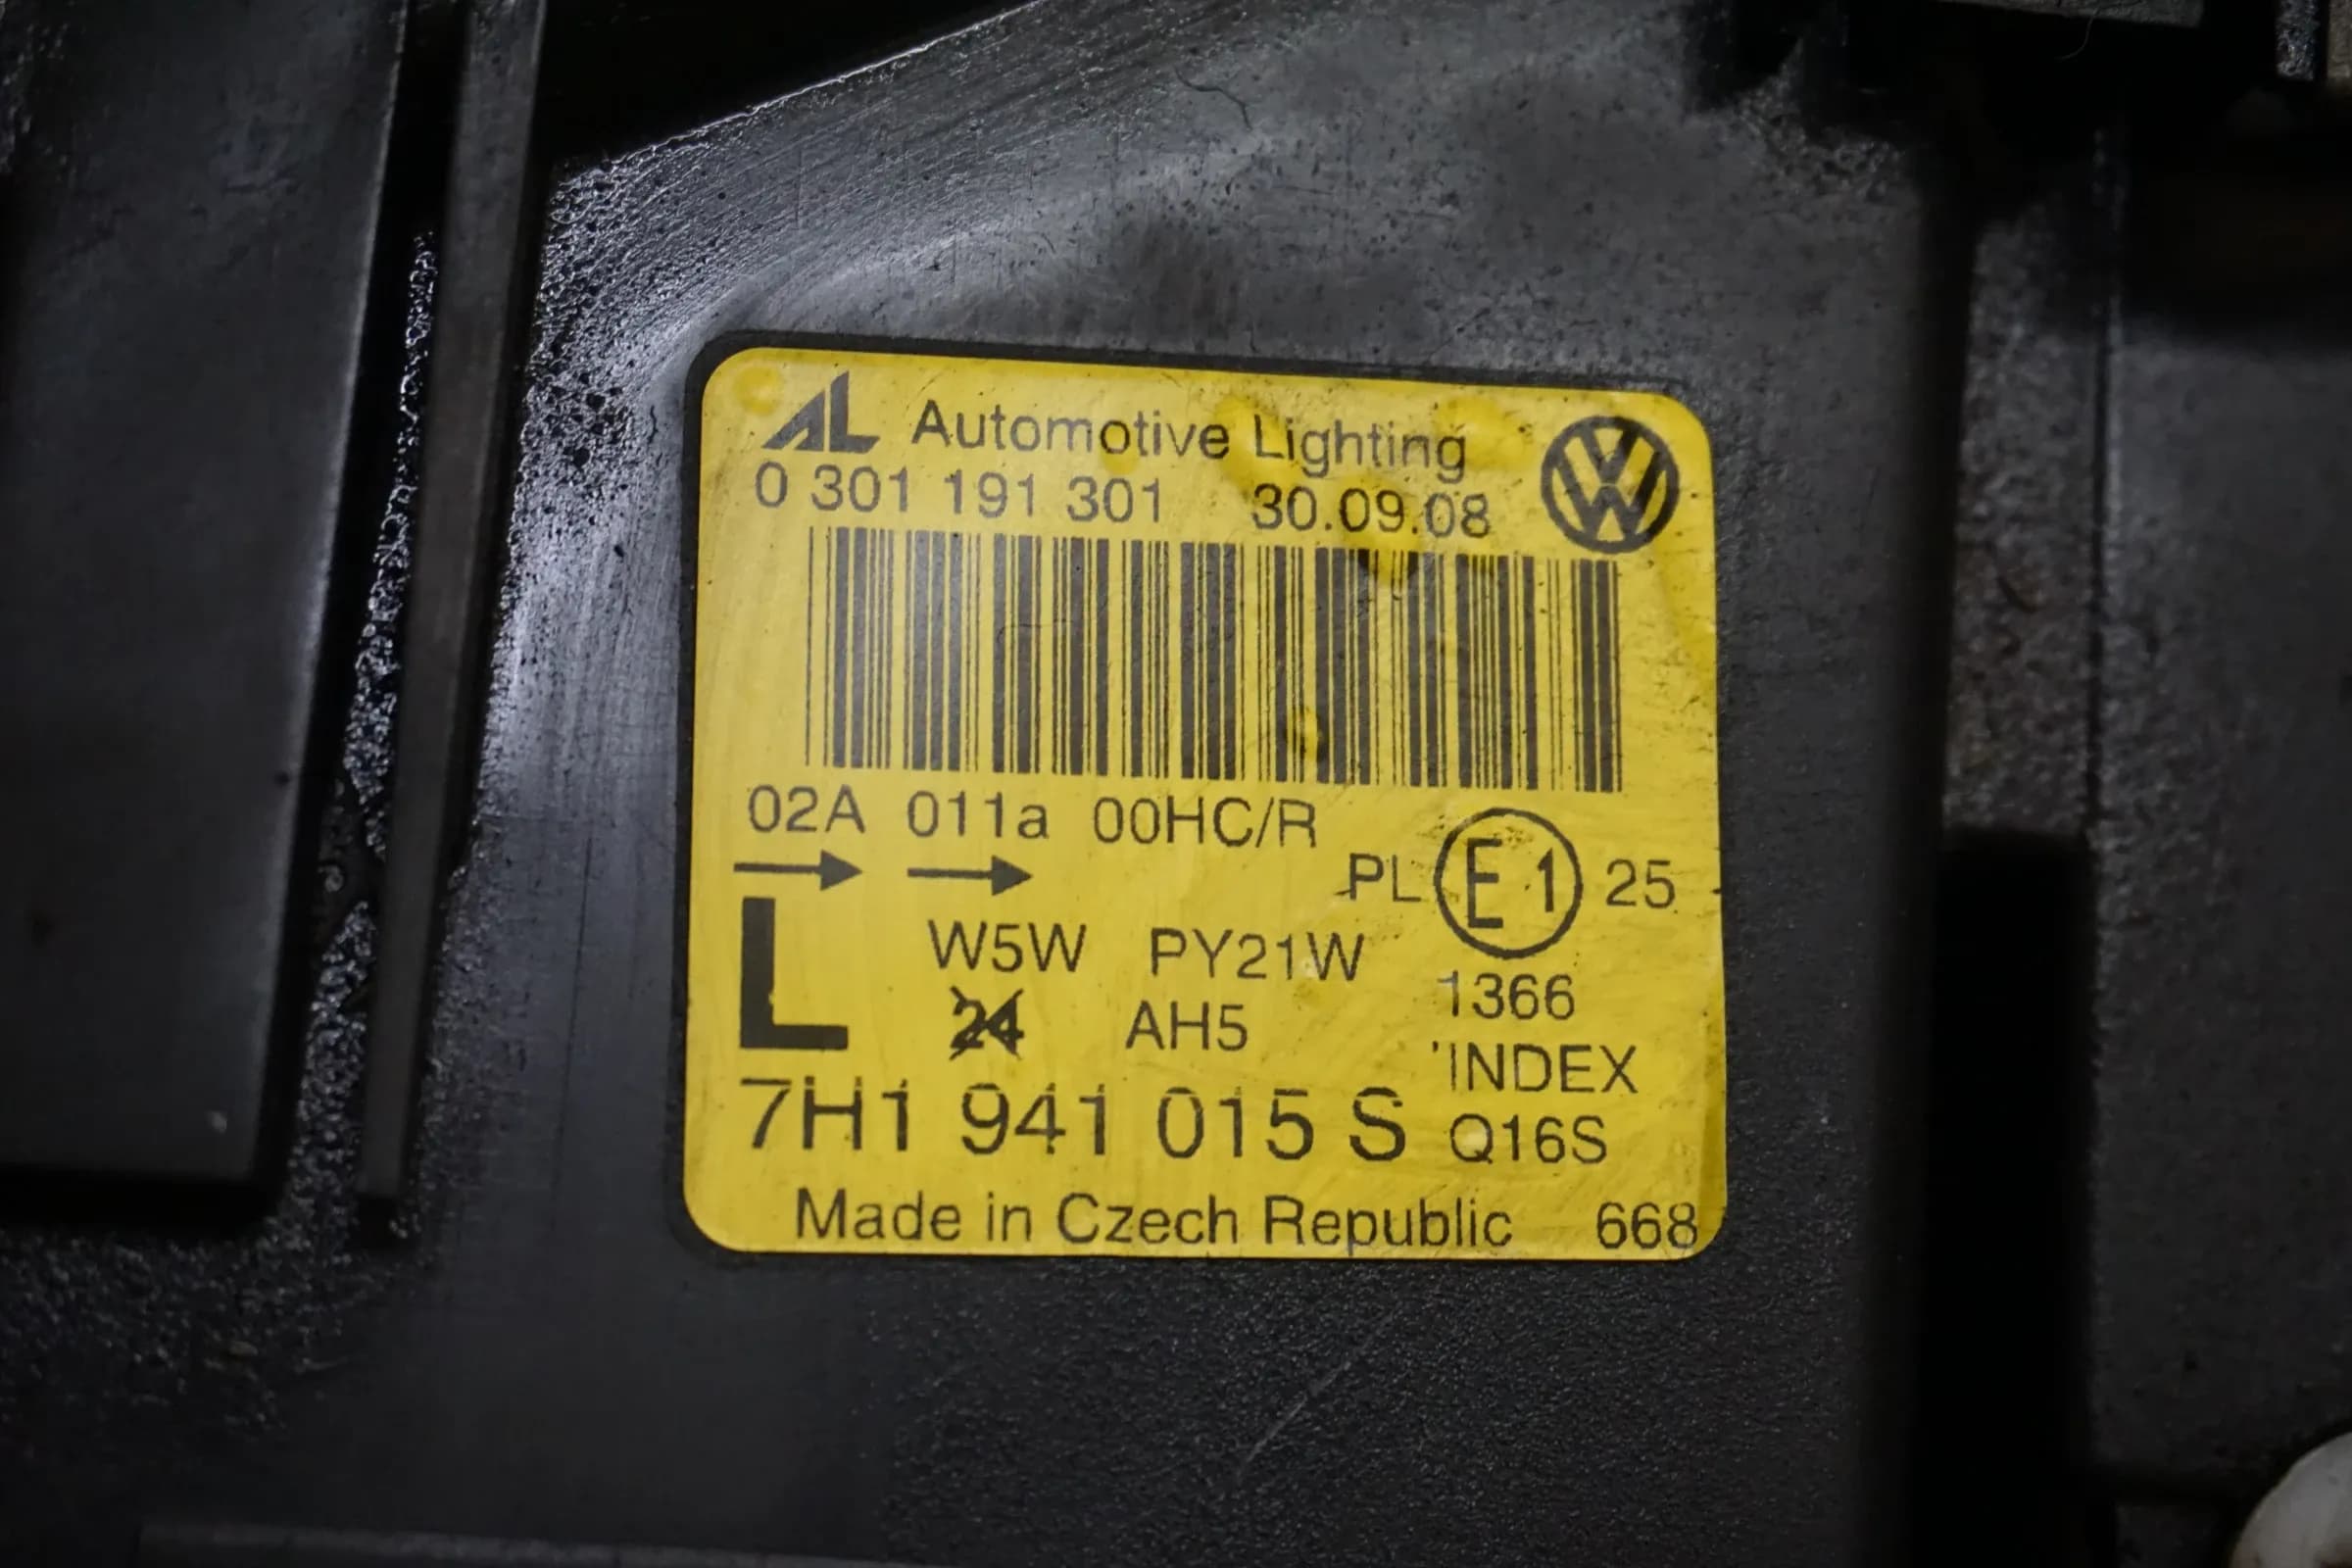 AL Automotive Lighting
0 301 191 301 30.09.08
02A 011a 00HC/R
PL E1 25
L
W5W PY21W
1366
24 AH5
INDEX
7H1 941 015 S Q16S
Made in Czech Republic 668